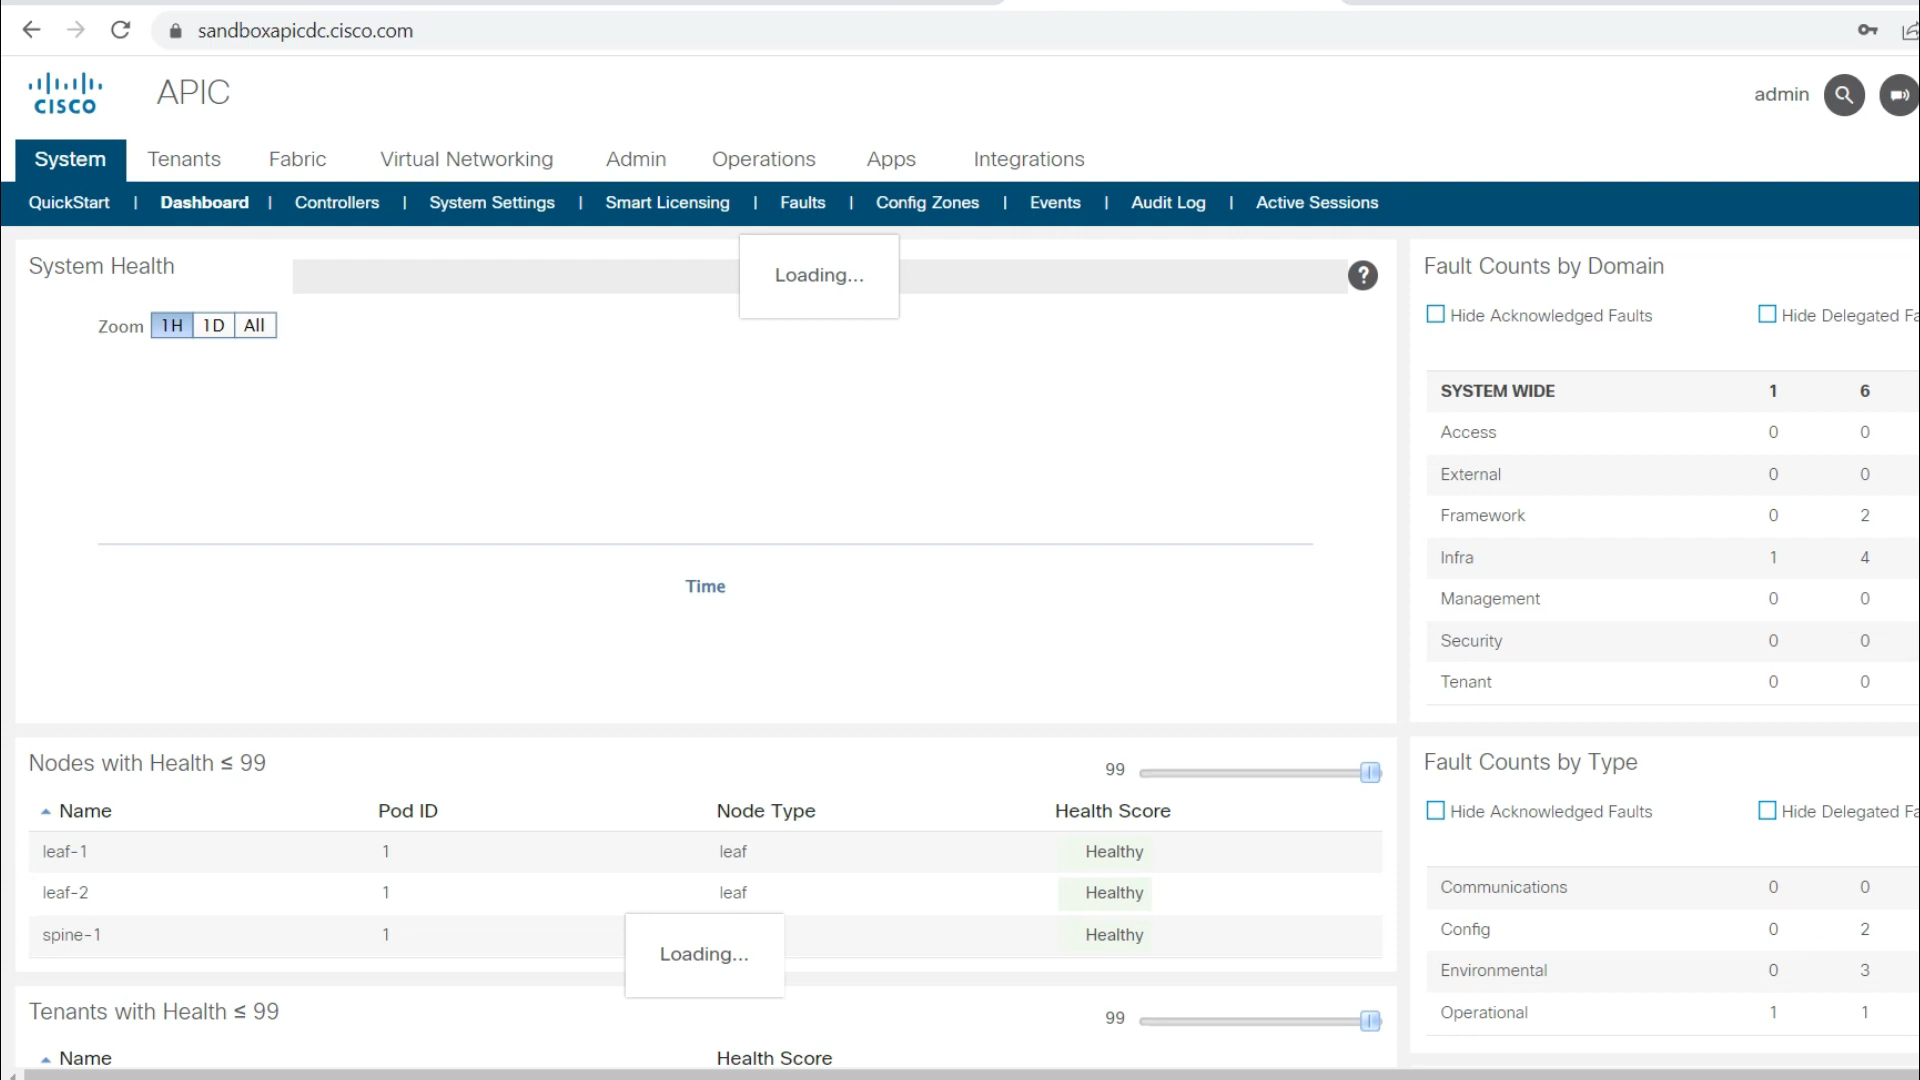 sandboxapicdc.cisco.com
CISCO
APIC
admin
System Tenants Fabric Virtual Networking Admin Operations Apps Integrations
QuickStart | Dashboard | Controllers | System Settings | Smart Licensing | Faults | Config Zones | Events | Audit Log | Active Sessions
System Health
Loading...
?
Zoom 1H 1D All
Time
Fault Counts by Domain
Hide Acknowledged Faults Hide Delegated Fa
SYSTEM WIDE 1 6
Access 0 0
External 0 0
Framework 0 2
Infra 1 4
Management 0 0
Security 0 0
Tenant 0 0
Nodes with Health ≤ 99
99
Name Pod ID Node Type Health Score
leaf-1 1 leaf Healthy
leaf-2 1 leaf Healthy
spine-1 1 Healthy
Loading...
Tenants with Health ≤ 99
99
Name Health Score
Fault Counts by Type
Hide Acknowledged Faults Hide Delegated Fa
Communications 0 0
Config 0 2
Environmental 0 3
Operational 1 1